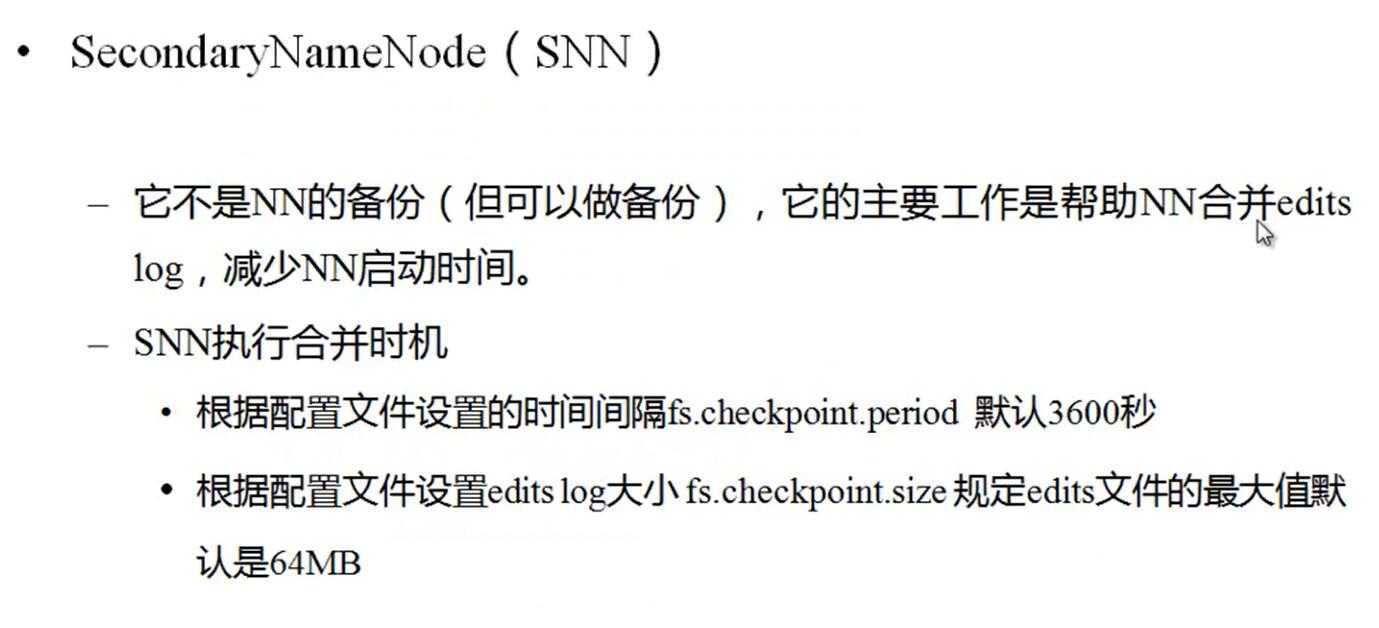 • SecondaryNameNode（SNN）
– 它不是NN的备份（但可以做备份），它的主要工作是帮助NN合并edits
log，减少NN启动时间。
– SNN执行合并时机
• 根据配置文件设置的时间间隔fs.checkpoint.period 默认3600秒
• 根据配置文件设置edits log大小 fs.checkpoint.size 规定edits文件的最大值默
认是64MB